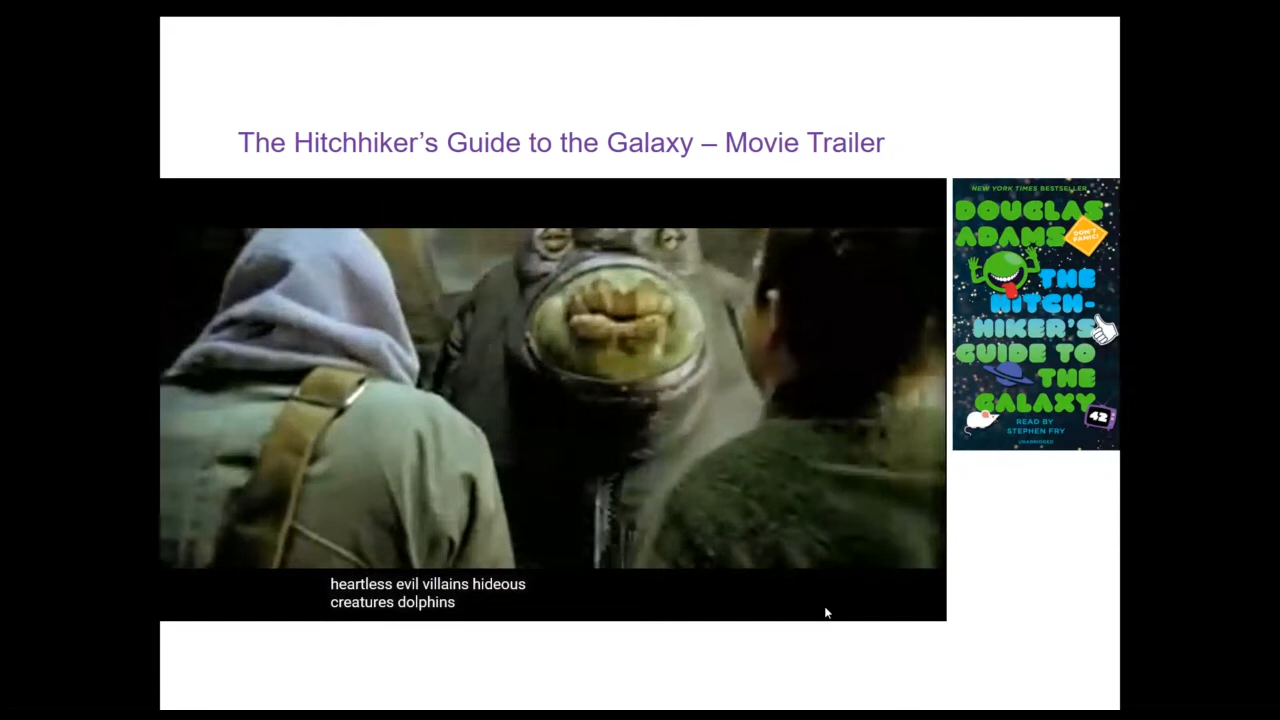 The Hitchhiker's Guide to the Galaxy – Movie Trailer
heartless evil villains hideous
creatures dolphins
NEW YORK TIMES BESTSELLER
DOUGLAS
ADAMS
DON'T
PANIC!
THE
HITCH-
HIKER'S
GUIDE TO
THE
GALAXY
42
READ BY
STEPHEN FRY
UNABRIDGED